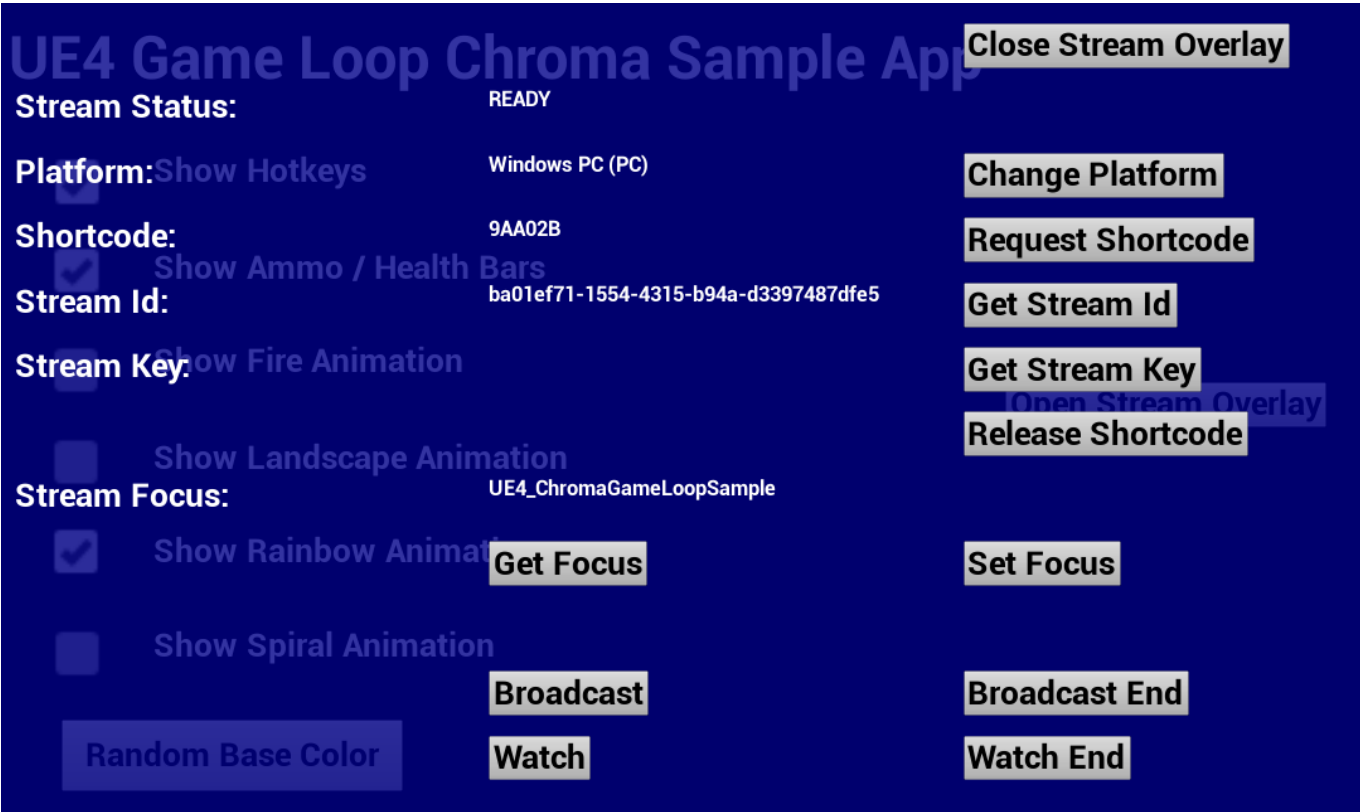 UE4 Game Loop Chroma Sample App
Close Stream Overlay
Stream Status:
READY
Platform:
Show Hotkeys
Windows PC (PC)
Change Platform
Shortcode:
9AA02B
Request Shortcode
Show Ammo / Health Bars
Stream Id:
ba01ef71-1554-4315-b94a-d3397487dfe5
Get Stream Id
Stream Key:
Show Fire Animation
Get Stream Key
Open Stream Overlay
Release Shortcode
Show Landscape Animation
Stream Focus:
UE4_ChromaGameLoopSample
Show Rainbow Animat
Get Focus
Set Focus
Show Spiral Animation
Broadcast
Broadcast End
Random Base Color
Watch
Watch End